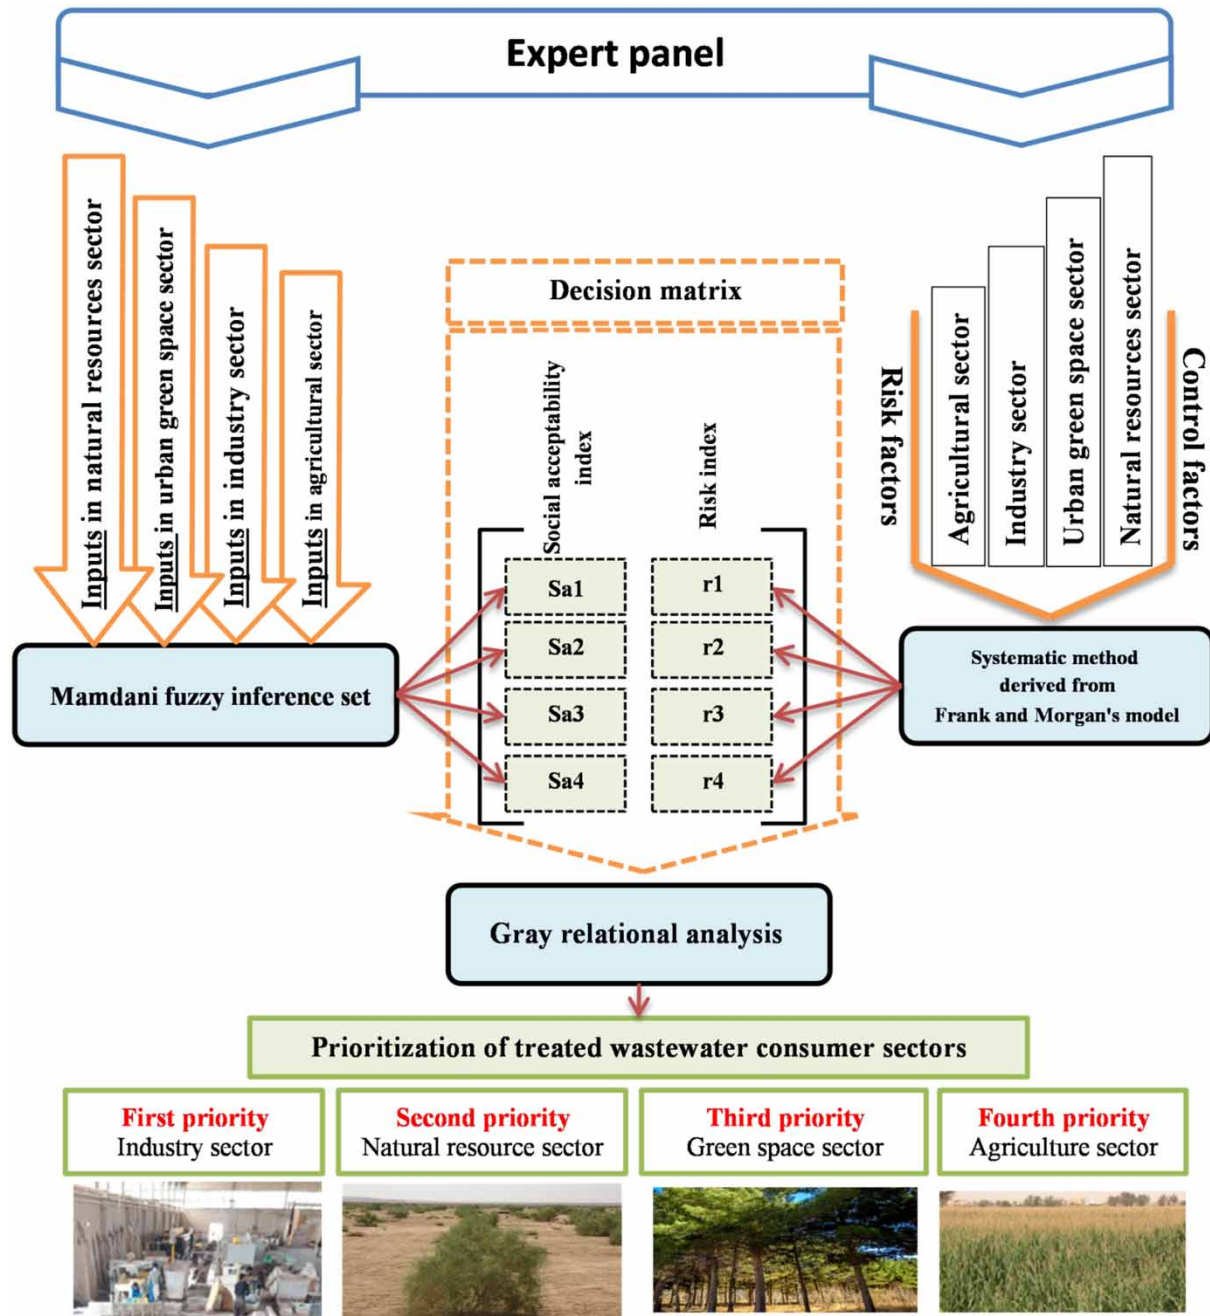 Expert panel
Inputs in natural resources sector
Inputs in urban green space sector
Inputs in industry sector
Inputs in agricultural sector
Decision matrix
Social acceptability
index
Risk index
Risk factors
Agricultural sector
Industry sector
Urban green space sector
Natural resources sector
Control factors
Sa1
r1
Sa2
r2
Sa3
r3
Sa4
r4
Mamdani fuzzy inference set
Systematic method
derived from
Frank and Morgan's model
Gray relational analysis
Prioritization of treated wastewater consumer sectors
First priority
Industry sector
Second priority
Natural resource sector
Third priority
Green space sector
Fourth priority
Agriculture sector